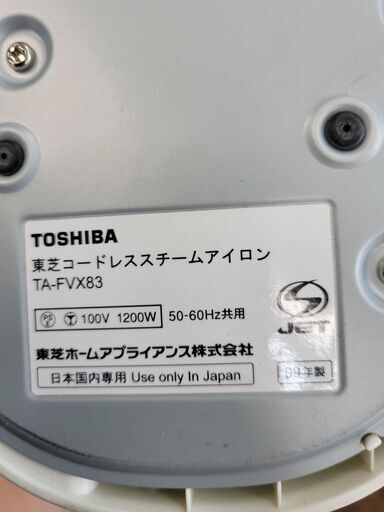 TOSHIBA
東芝コードレススチームアイロン
TA-FVX83
PS E T 100V 1200W 50-60Hz共用
S JET
東芝ホームアプライアンス株式会社
日本国内専用 Use only In Japan
09年製